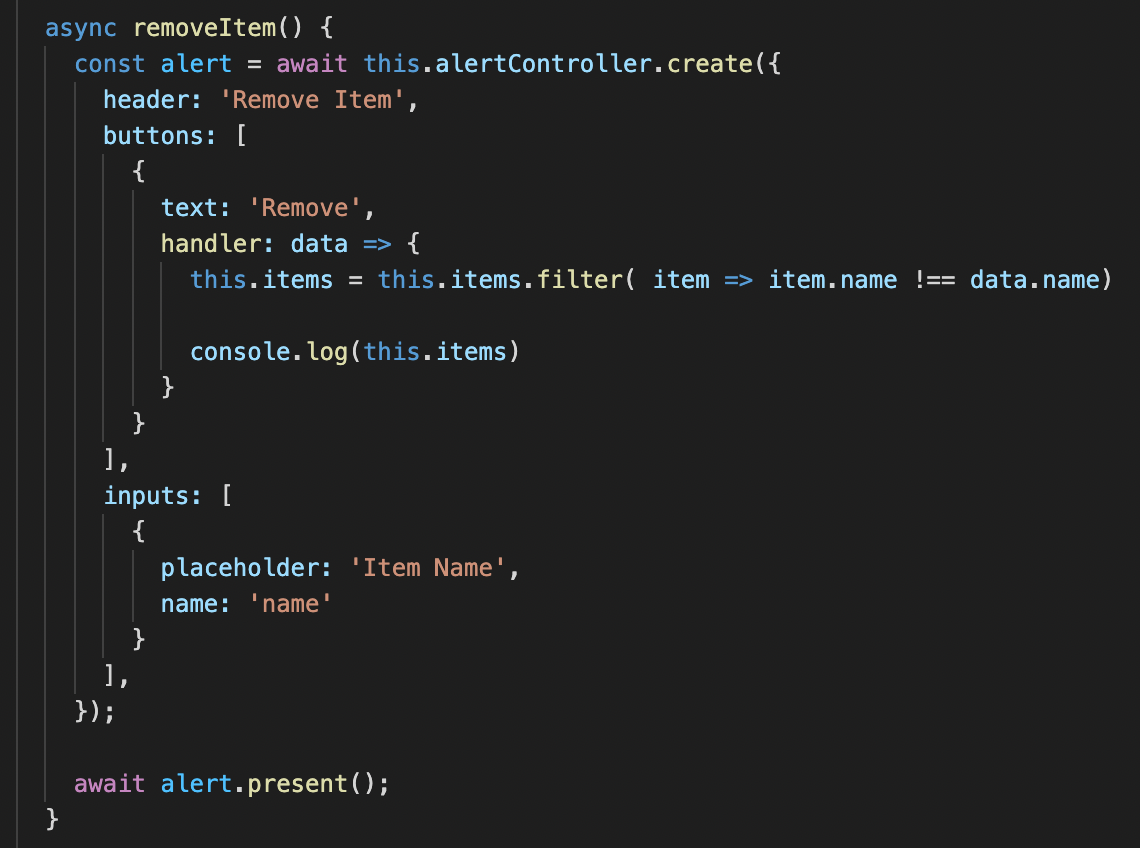 async removeItem() {
  const alert = await this.alertController.create({
    header: 'Remove Item',
    buttons: [
      {
        text: 'Remove',
        handler: data => {
          this.items = this.items.filter( item => item.name !== data.name)

          console.log(this.items)
        }
      }
    ],
    inputs: [
      {
        placeholder: 'Item Name',
        name: 'name'
      }
    ],
  });

  await alert.present();
}